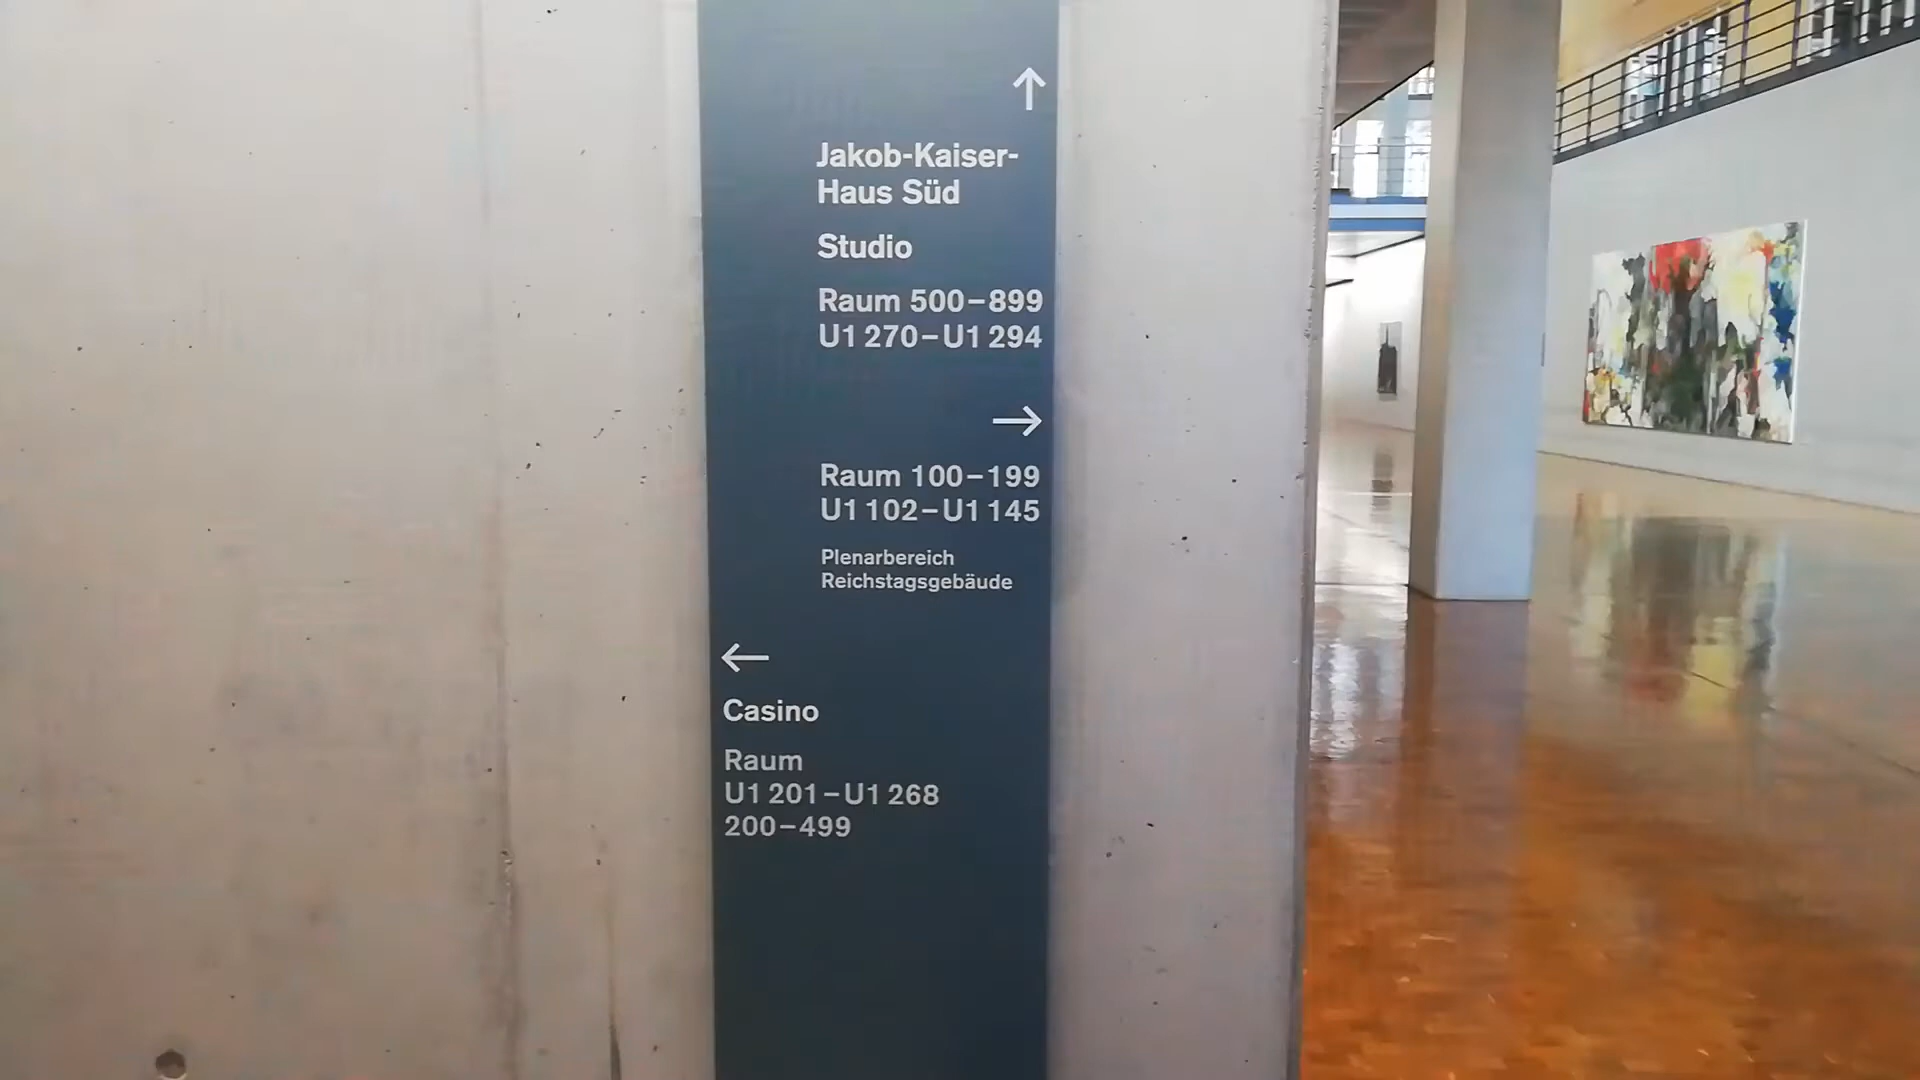 ↑
Jakob-Kaiser-
Haus Süd
Studio
Raum 500–899
U1 270–U1 294
→
Raum 100–199
U1 102–U1 145
Plenarbereich
Reichstagsgebäude
←
Casino
Raum
U1 201–U1 268
200–499